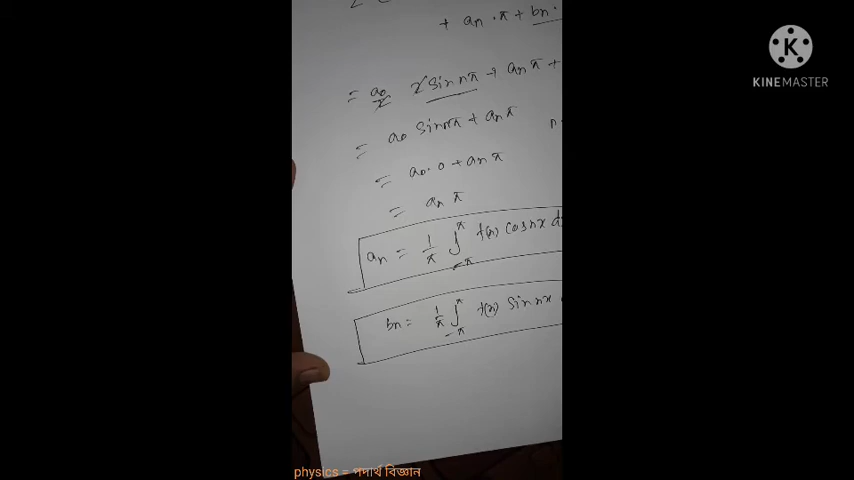 + aₙ · π + bₙ ·
= a₀/2 2 sin nπ + aₙ π +
= a₀ sin nπ + aₙ π
= a₀ · 0 + aₙ π
= aₙ π
aₙ = 1/π ∫_{-π}^{π} f(x) cos nx d
bₙ = 1/π ∫_{-π}^{π} f(x) sin nx
KINEMASTER
physics = পদার্থ বিজ্ঞান